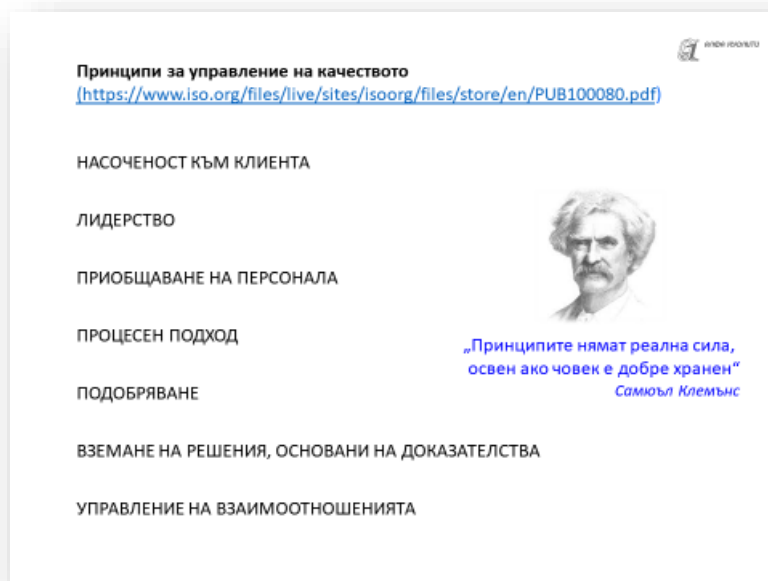 Принципи за управление на качеството
(https://www.iso.org/files/live/sites/isoorg/files/store/en/PUB100080.pdf)
НАСОЧЕНОСТ КЪМ КЛИЕНТА
ЛИДЕРСТВО
ПРИОБЩАВАНЕ НА ПЕРСОНАЛА
ПРОЦЕСЕН ПОДХОД
ПОДОБРЯВАНЕ
ВЗЕМАНЕ НА РЕШЕНИЯ, ОСНОВАНИ НА ДОКАЗАТЕЛСТВА
УПРАВЛЕНИЕ НА ВЗАИМООТНОШЕНИЯТА
„Принципите нямат реална сила,
освен ако човек е добре хранен“
Самюъл Клемънс